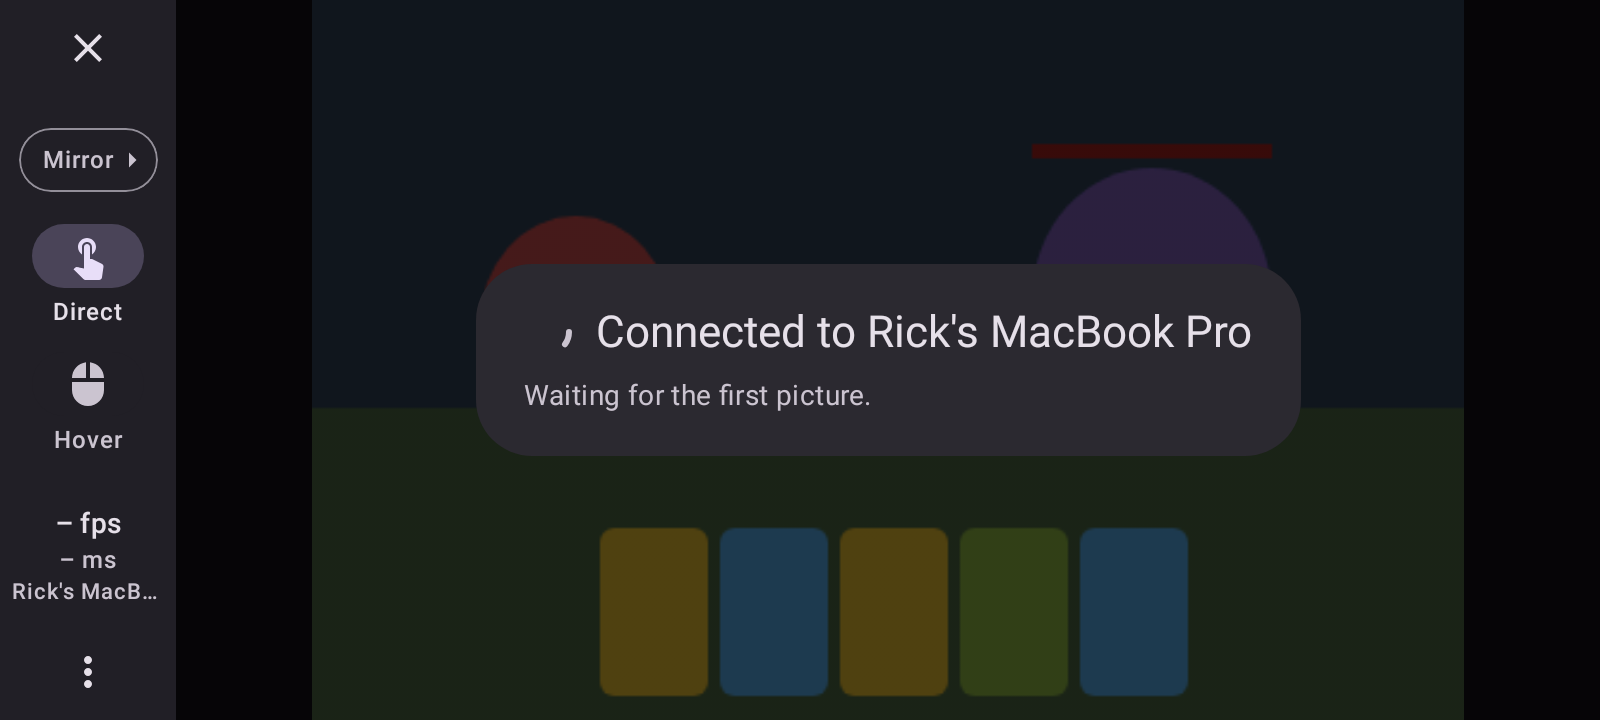 Mirror
Direct
Hover
– fps
– ms
Rick's MacB…
Connected to Rick's MacBook Pro
Waiting for the first picture.